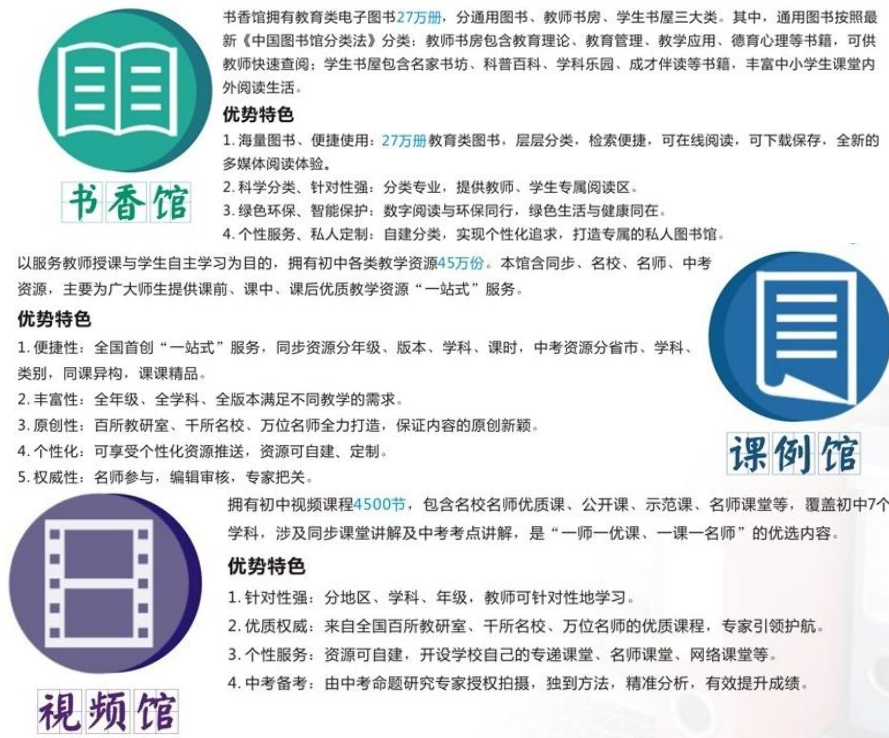 书香馆拥有教育类电子图书27万册，分通用图书、教师书房、学生书屋三大类。其中，通用图书按照最
新《中国图书馆分类法》分类；教师书房包含教育理论、教育管理、教学应用、德育心理等书籍，可供
教师快速查阅；学生书屋包含名家书坊、科普百科、学科乐园、成才伴读等书籍，丰富中小学生课堂内
外阅读生活。
优势特色
1.海量图书、便捷使用：27万册教育类图书，层层分类，检索便捷，可在线阅读，可下载保存，全新的
多媒体阅读体验。
2.科学分类、针对性强：分类专业，提供教师、学生专属阅读区。
3.绿色环保、智能保护：数字阅读与环保同行，绿色生活与健康同在。
4.个性服务、私人定制：自建分类，实现个性化追求，打造专属的私人图书馆。
书香馆
以服务教师授课与学生自主学习为目的，拥有初中各类教学资源45万份。本馆含同步、名校、名师、中考
资源，主要为广大师生提供课前、课中、课后优质教学资源“一站式”服务。
优势特色
1.便捷性：全国首创“一站式”服务，同步资源分年级、版本、学科、课时，中考资源分省市、学科、
类别，同课异构，课课精品。
2.丰富性：全年级、全学科、全版本满足不同教学的需求。
3.原创性：百所教研室、千所名校、万位名师全力打造，保证内容的原创新颖。
4.个性化：可享受个性化资源推送，资源可自建、定制。
5.权威性：名师参与，编辑审核，专家把关。
课例馆
拥有初中视频课程4500节，包含名校名师优质课、公开课、示范课、名师课堂等，覆盖初中7个
学科，涉及同步课堂讲解及中考考点讲解，是“一师一优课、一课一名师”的优选内容。
优势特色
1.针对性强：分地区、学科、年级，教师可针对性地学习。
2.优质权威：来自全国百所教研室、千所名校、万位名师的优质课程，专家引领护航。
3.个性服务：资源可自建，开设学校自己的专递课堂、名师课堂、网络课堂等。
4.中考备考：由中考命题研究专家授权拍摄，独到方法，精准分析，有效提升成绩。
視频馆